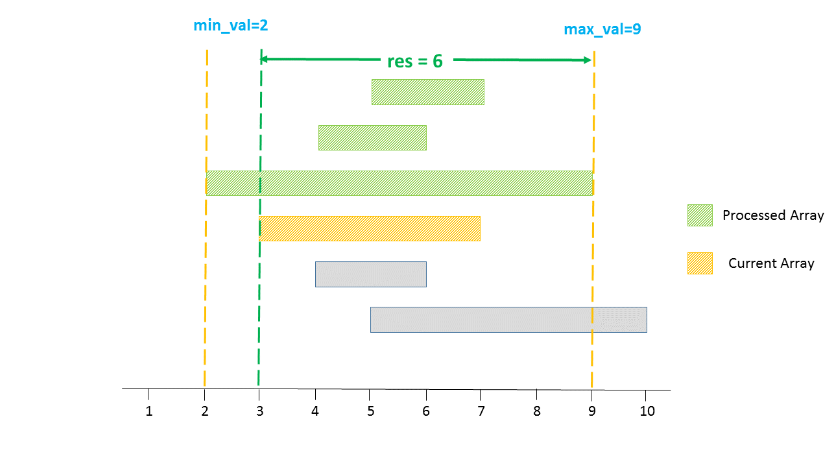 min_val=2
max_val=9
res = 6
Processed Array
Current Array
1 2 3 4 5 6 7 8 9 10